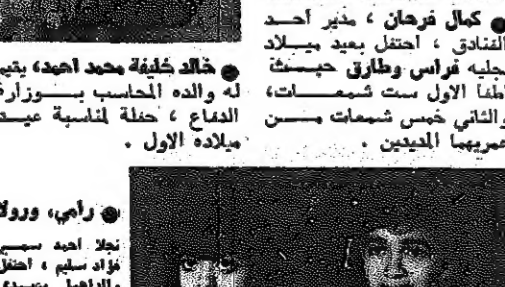 كمال فرحان ، مدير أحد
الفنادق ، احتفل بعيد ميلاد
نجليه فراس وطارق حيث
اطفأ الاول ست شمعات،
والثاني خمس شمعات من
عمريهما المديدين .
خالد خليفة محمد احمد، يقيم
له والده المحاسب بوزارة
الدفاع ، حفلة لمناسبة عيد
ميلاده الاول .
رامي، ورولا
نجلا احمد سمير
فؤاد سليم ، احتفل